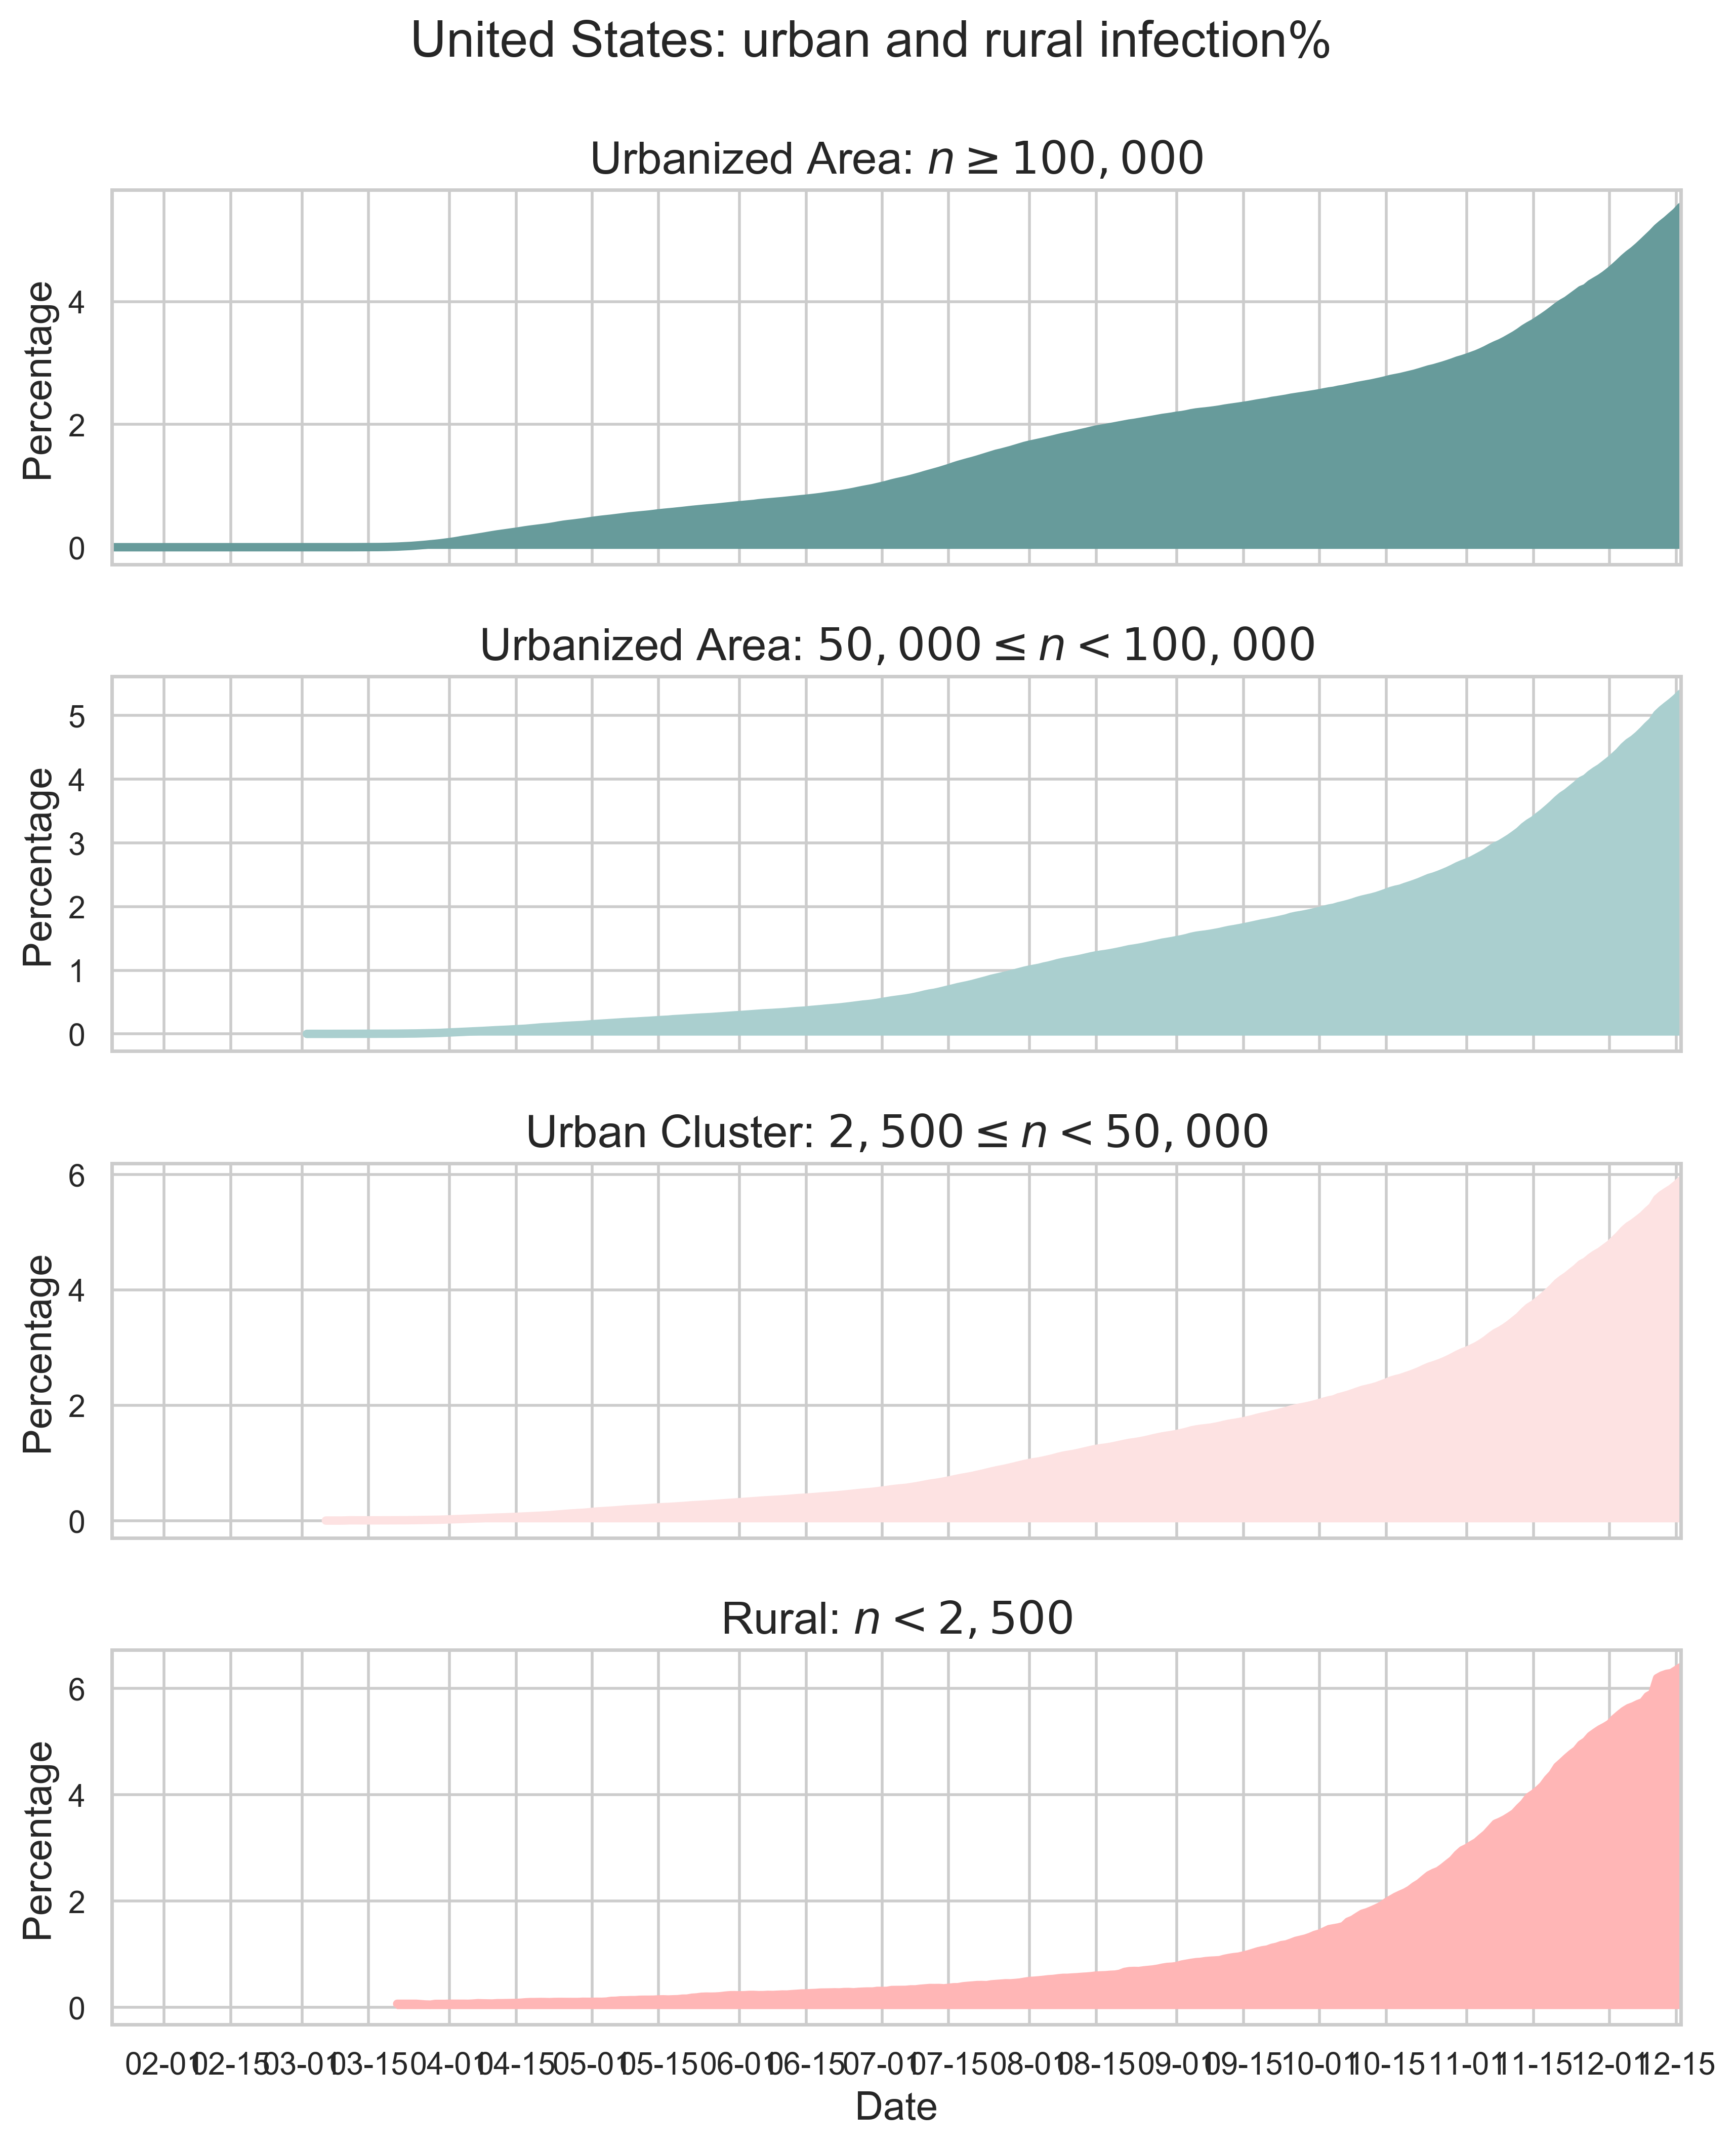 United States: urban and rural infection%
Urbanized Area: n ≥ 100, 000
Percentage
4
2
0
Urbanized Area: 50, 000 ≤ n < 100, 000
Percentage
5
4
3
2
1
0
Urban Cluster: 2, 500 ≤ n < 50, 000
Percentage
6
4
2
0
Rural: n < 2, 500
Percentage
6
4
2
0
02-01 02-15 03-01 03-15 04-01 04-15 05-01 05-15 06-01 06-15 07-01 07-15 08-01 08-15 09-01 09-15 10-01 10-15 11-01 11-15 12-01 12-15
Date